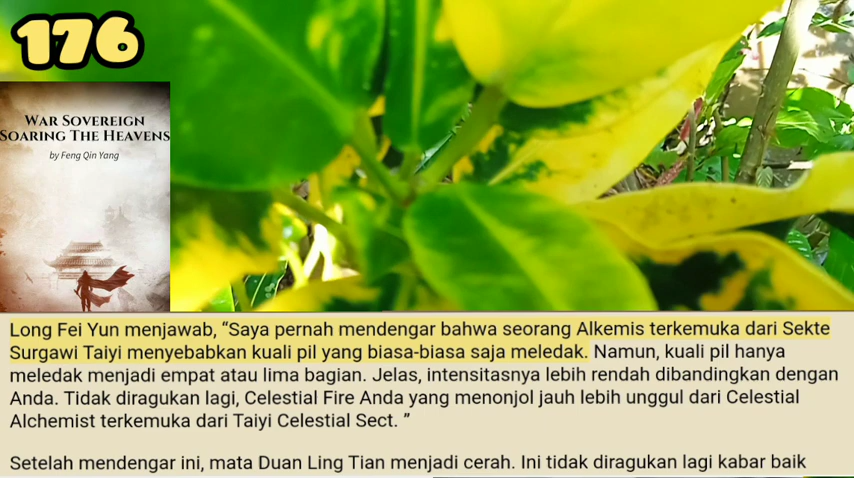 176
WAR SOVEREIGN
SOARING THE HEAVENS
by Feng Qin Yang
Long Fei Yun menjawab, “Saya pernah mendengar bahwa seorang Alkemis terkemuka dari Sekte
Surgawi Taiyi menyebabkan kuali pil yang biasa-biasa saja meledak. Namun, kuali pil hanya
meledak menjadi empat atau lima bagian. Jelas, intensitasnya lebih rendah dibandingkan dengan
Anda. Tidak diragukan lagi, Celestial Fire Anda yang menonjol jauh lebih unggul dari Celestial
Alchemist terkemuka dari Taiyi Celestial Sect. ”
Setelah mendengar ini, mata Duan Ling Tian menjadi cerah. Ini tidak diragukan lagi kabar baik